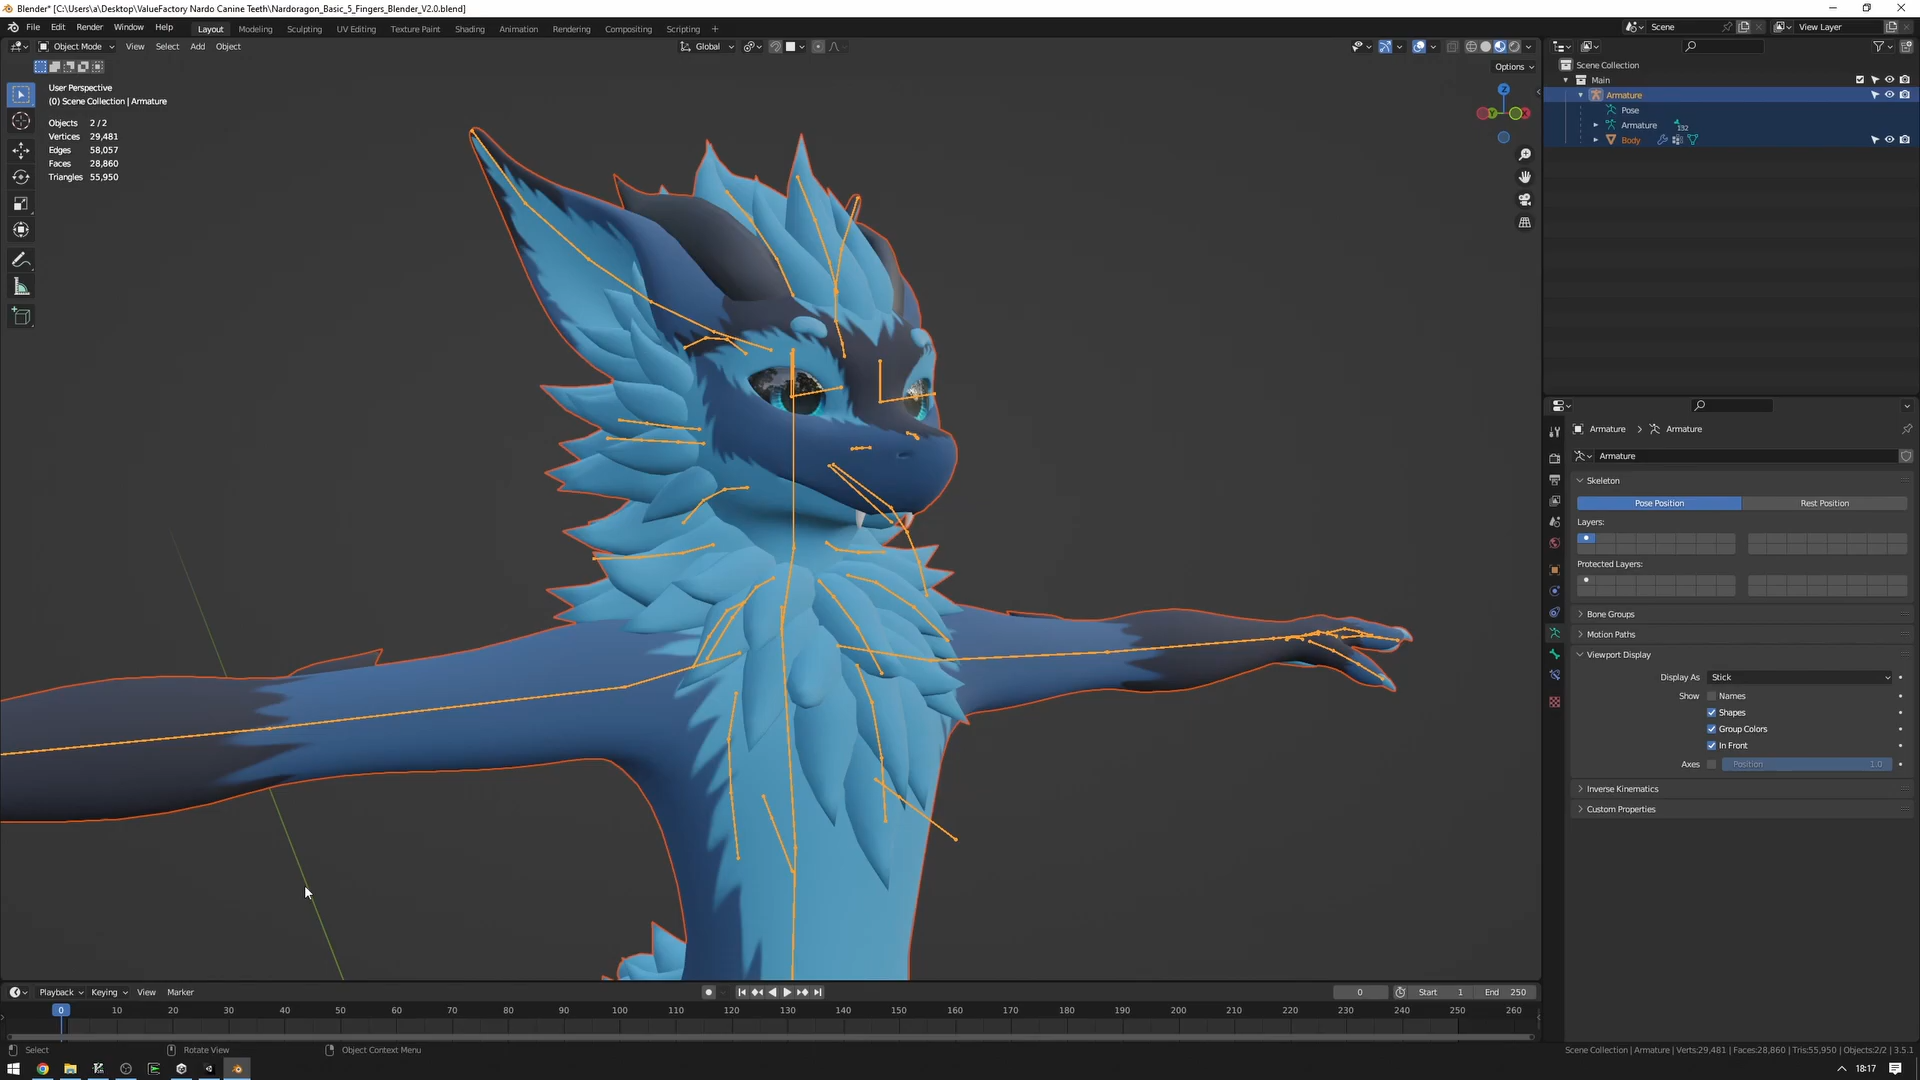 Blender* [C:\Users\a\Desktop\ValueFactory Nardo Canine Teeth\Nardoragon_Basic_5_Fingers_Blender_V2.0.blend]
File Edit Render Window Help Layout Modeling Sculpting UV Editing Texture Paint Shading Animation Rendering Compositing Scripting + Scene View Layer
Object Mode View Select Add Object Global
Options
User Perspective
(0) Scene Collection | Armature
Objects 2 / 2
Vertices 29,481
Edges 58,057
Faces 28,860
Triangles 55,950
Z
Y
X
Scene Collection
Main
Armature
Pose
Armature 132
Body
Armature > Armature
Armature
Skeleton
Pose Position Rest Position
Layers:
Protected Layers:
Bone Groups
Motion Paths
Viewport Display
Display As Stick
Show Names
Shapes
Group Colors
In Front
Axes Position 1.0
Inverse Kinematics
Custom Properties
Playback Keying View Marker 0 Start 1 End 250
0 10 20 30 40 50 60 70 80 90 100 110 120 130 140 150 160 170 180 190 200 210 220 230 240 250 260
Select Rotate View Object Context Menu
Scene Collection | Armature | Verts:29,481 | Faces:28,860 | Tris:55,950 | Objects:2/2 | 3.5.1
18:17